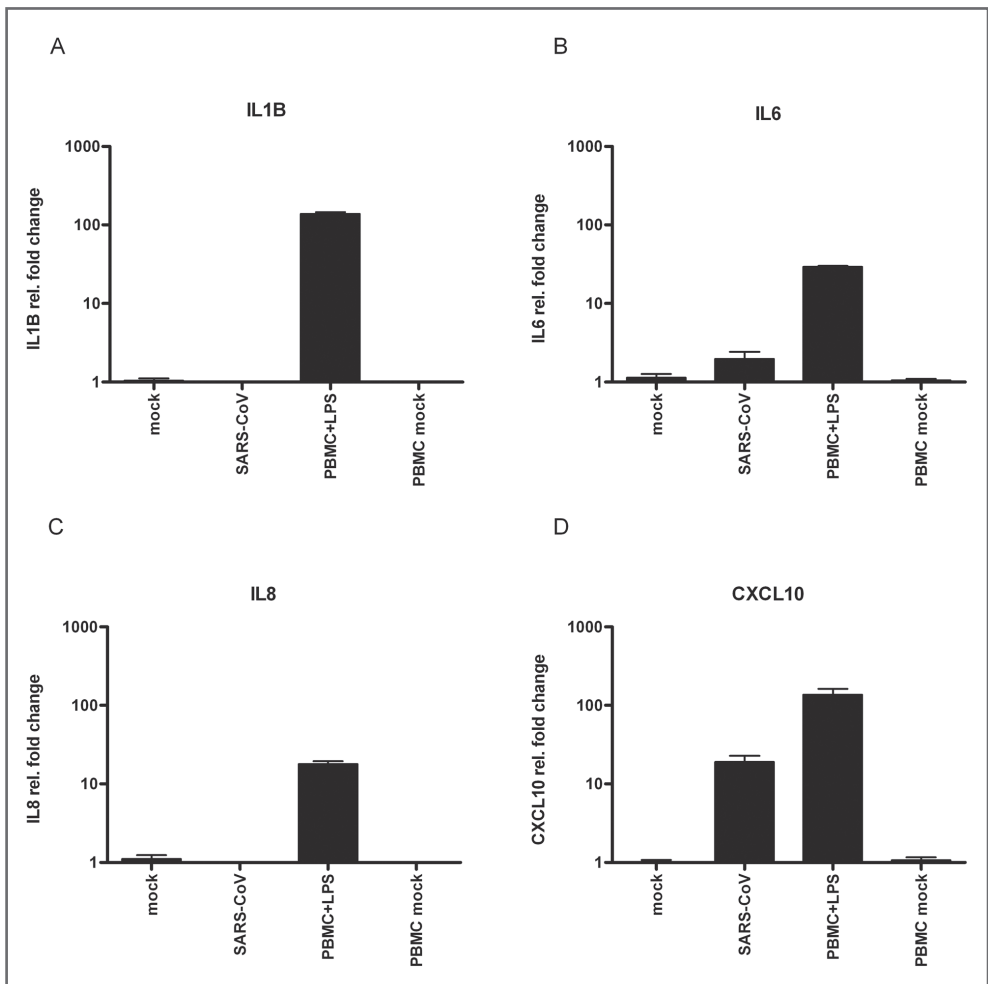 A
IL1B
IL1B rel. fold change
1000
100
10
1
mock
SARS-CoV
PBMC+LPS
PBMC mock
B
IL6
IL6 rel. fold change
1000
100
10
1
mock
SARS-CoV
PBMC+LPS
PBMC mock
C
IL8
IL8 rel. fold change
1000
100
10
1
mock
SARS-CoV
PBMC+LPS
PBMC mock
D
CXCL10
CXCL10 rel. fold change
1000
100
10
1
mock
SARS-CoV
PBMC+LPS
PBMC mock